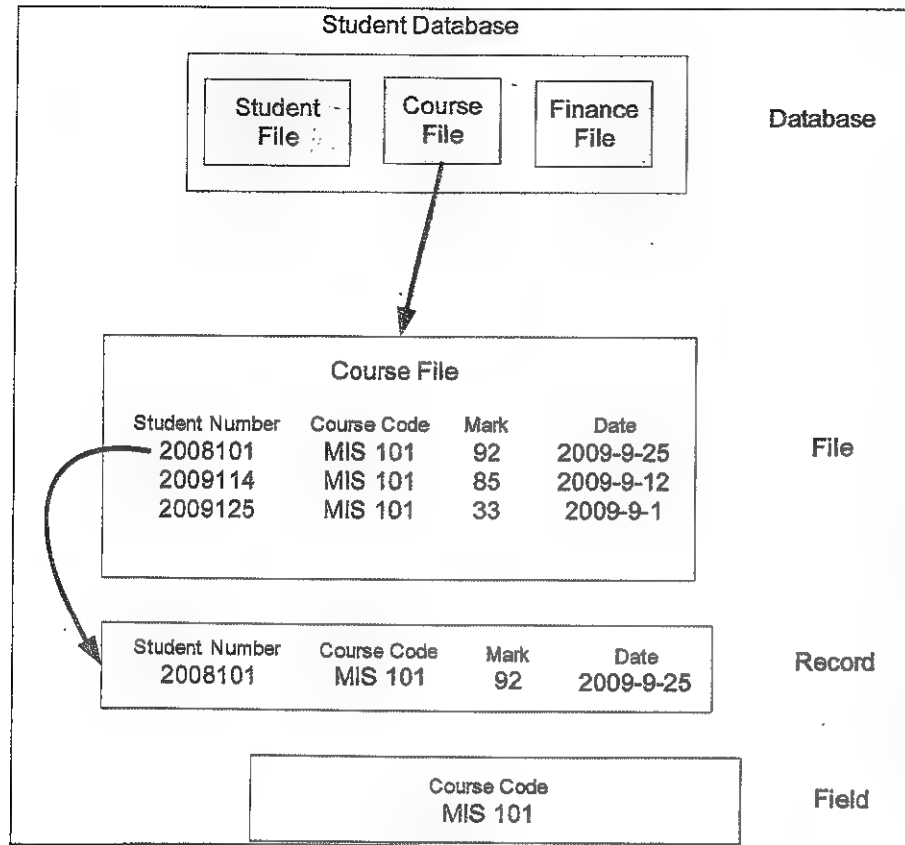 Student Database
Student File
Course File
Finance File
Database
Course File
Student Number Course Code Mark Date
2008101 MIS 101 92 2009-9-25
2009114 MIS 101 85 2009-9-12
2009125 MIS 101 33 2009-9-1
File
Student Number Course Code Mark Date
2008101 MIS 101 92 2009-9-25
Record
Course Code
MIS 101
Field